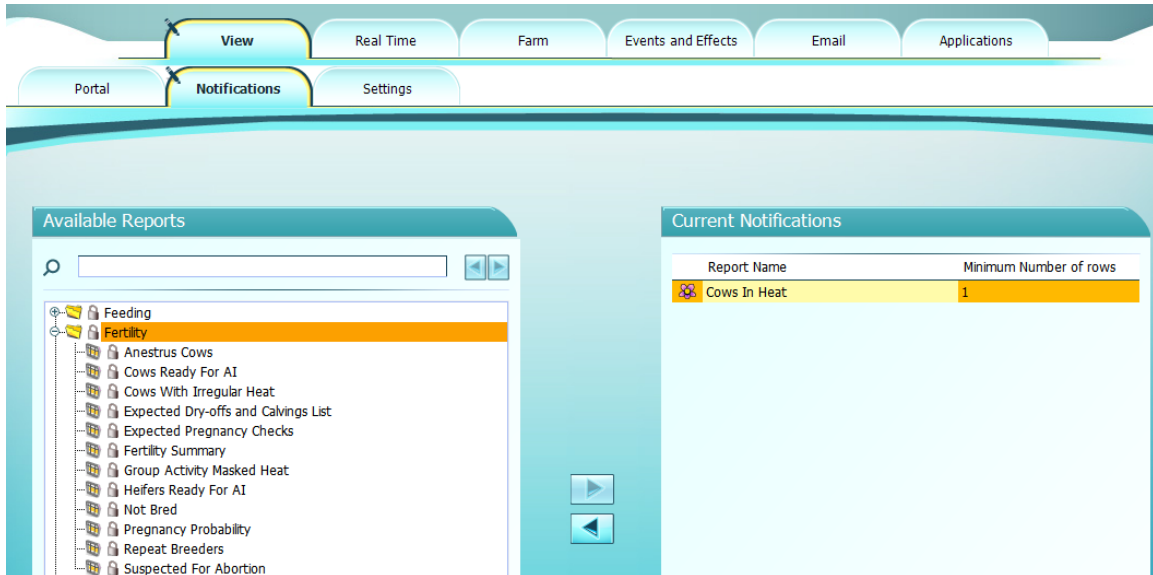 View
Real Time
Farm
Events and Effects
Email
Applications
Portal
Notifications
Settings
Available Reports
Feeding
Fertility
Anestrus Cows
Cows Ready For AI
Cows With Irregular Heat
Expected Dry-offs and Calvings List
Expected Pregnancy Checks
Fertility Summary
Group Activity Masked Heat
Heifers Ready For AI
Not Bred
Pregnancy Probability
Repeat Breeders
Suspected For Abortion
Current Notifications
Report Name Minimum Number of rows
Cows In Heat 1